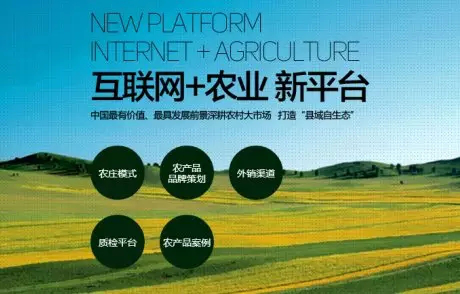 NEW PLATFORM
INTERNET + AGRICULTURE
互联网+农业 新平台
中国最有价值、最具发展前景深耕农村大市场 打造“县域自生态”
农庄模式
农产品
品牌策划
外销渠道
质检平台
农产品案例